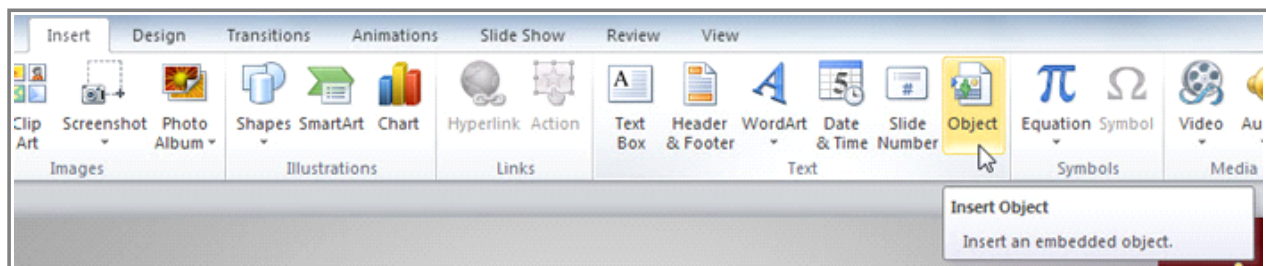 Insert Design Transitions Animations Slide Show Review View
Clip Screenshot Photo Shapes SmartArt Chart Hyperlink Action Text Header WordArt Date Slide Object Equation Symbol Video
Art Album Box & Footer & Time Number
Images Illustrations Links Text Symbols Media
Insert Object
Insert an embedded object.